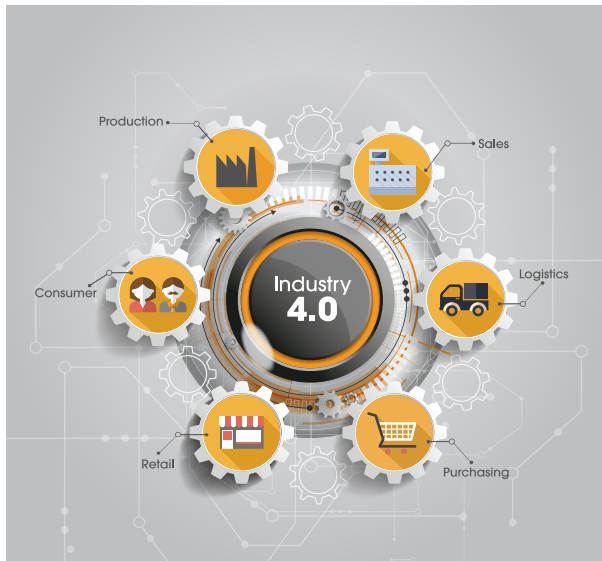 Production
Sales
Industry
4.0
Consumer
Logistics
Retail
Purchasing